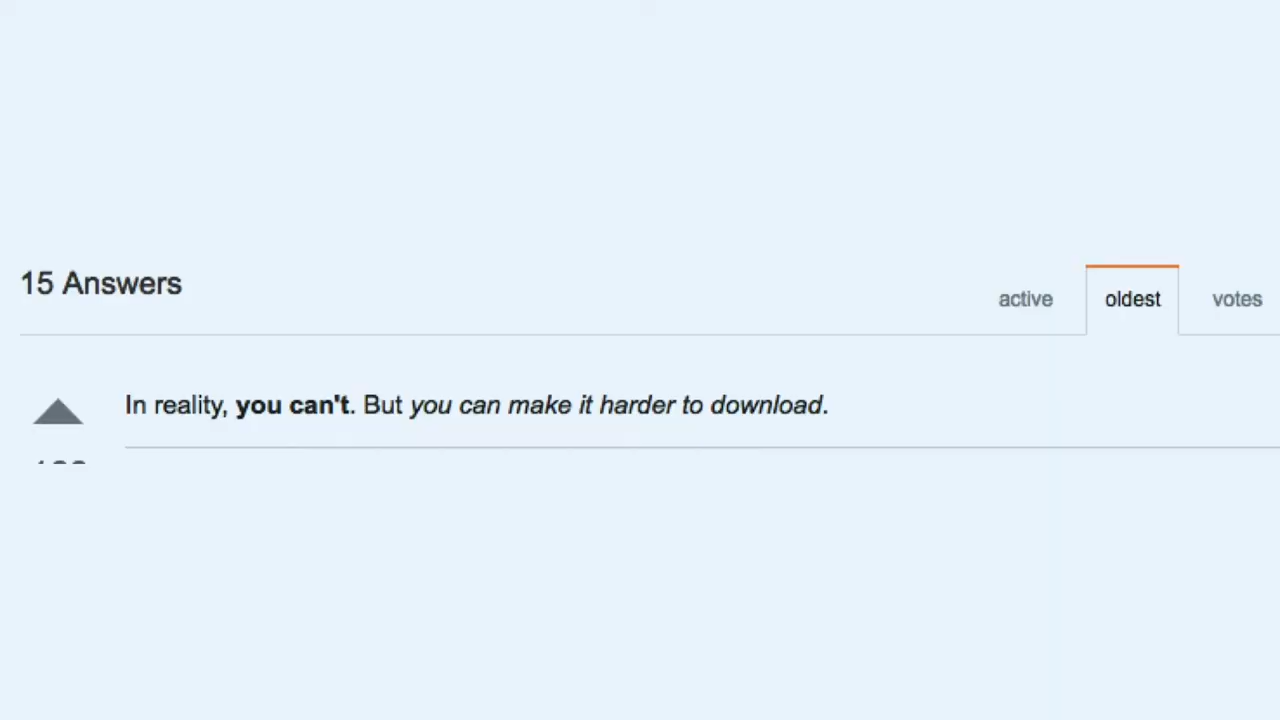 15 Answers
active oldest votes
In reality, you can't. But you can make it harder to download.